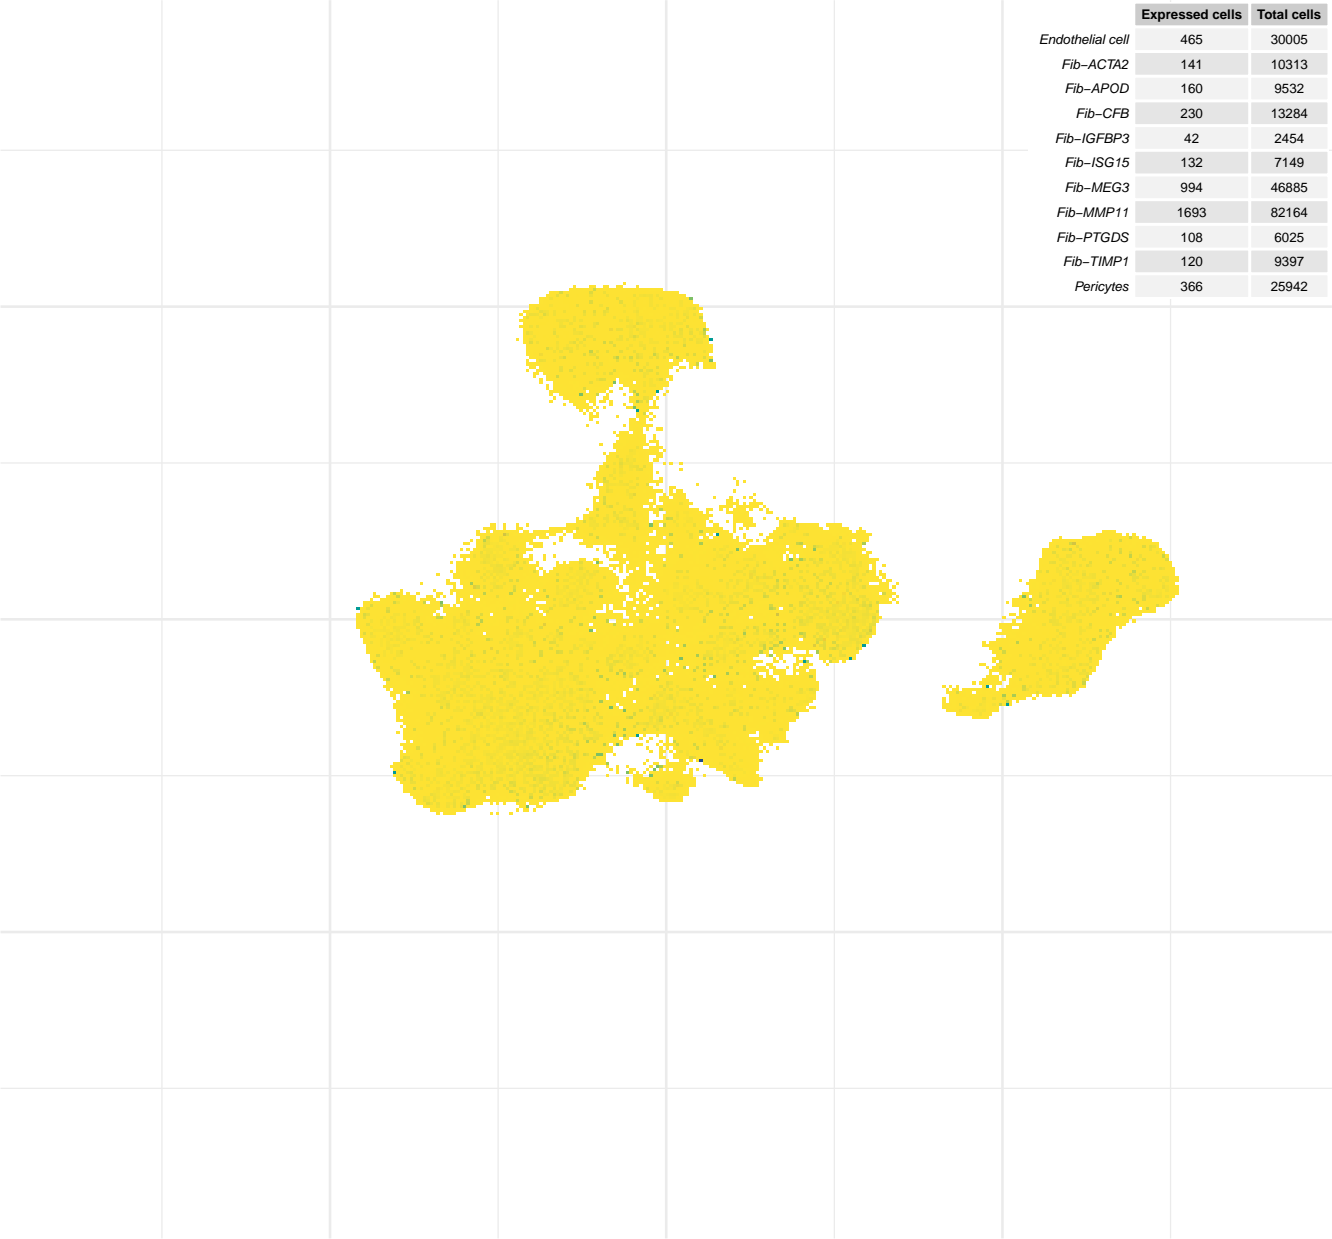 Expressed cells Total cells
Endothelial cell 465 30005
Fib−ACTA2 141 10313
Fib−APOD 160 9532
Fib−CFB 230 13284
Fib−IGFBP3 42 2454
Fib−ISG15 132 7149
Fib−MEG3 994 46885
Fib−MMP11 1693 82164
Fib−PTGDS 108 6025
Fib−TIMP1 120 9397
Pericytes 366 25942